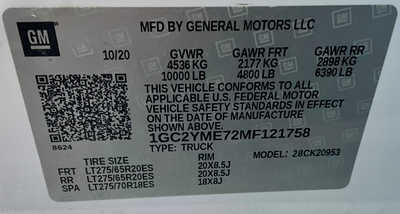 GM
MFD BY GENERAL MOTORS LLC
10/20 GVWR GAWR FRT GAWR RR
4536 KG 2177 KG 2898 KG
10000 LB 4800 LB 6390 LB
THIS VEHICLE CONFORMS TO ALL
APPLICABLE U.S. FEDERAL MOTOR
VEHICLE SAFETY STANDARDS IN EFFECT ON
THE DATE OF MANUFACTURE SHOWN ABOVE.
1GC2YME72MF121758
8624 TYPE: TRUCK
MODEL: 28CK20953
TIRE SIZE RIM
FRT LT275/65R20ES 20X8.5J
RR LT275/65R20ES 20X8.5J
SPA LT275/70R18ES 18X8J